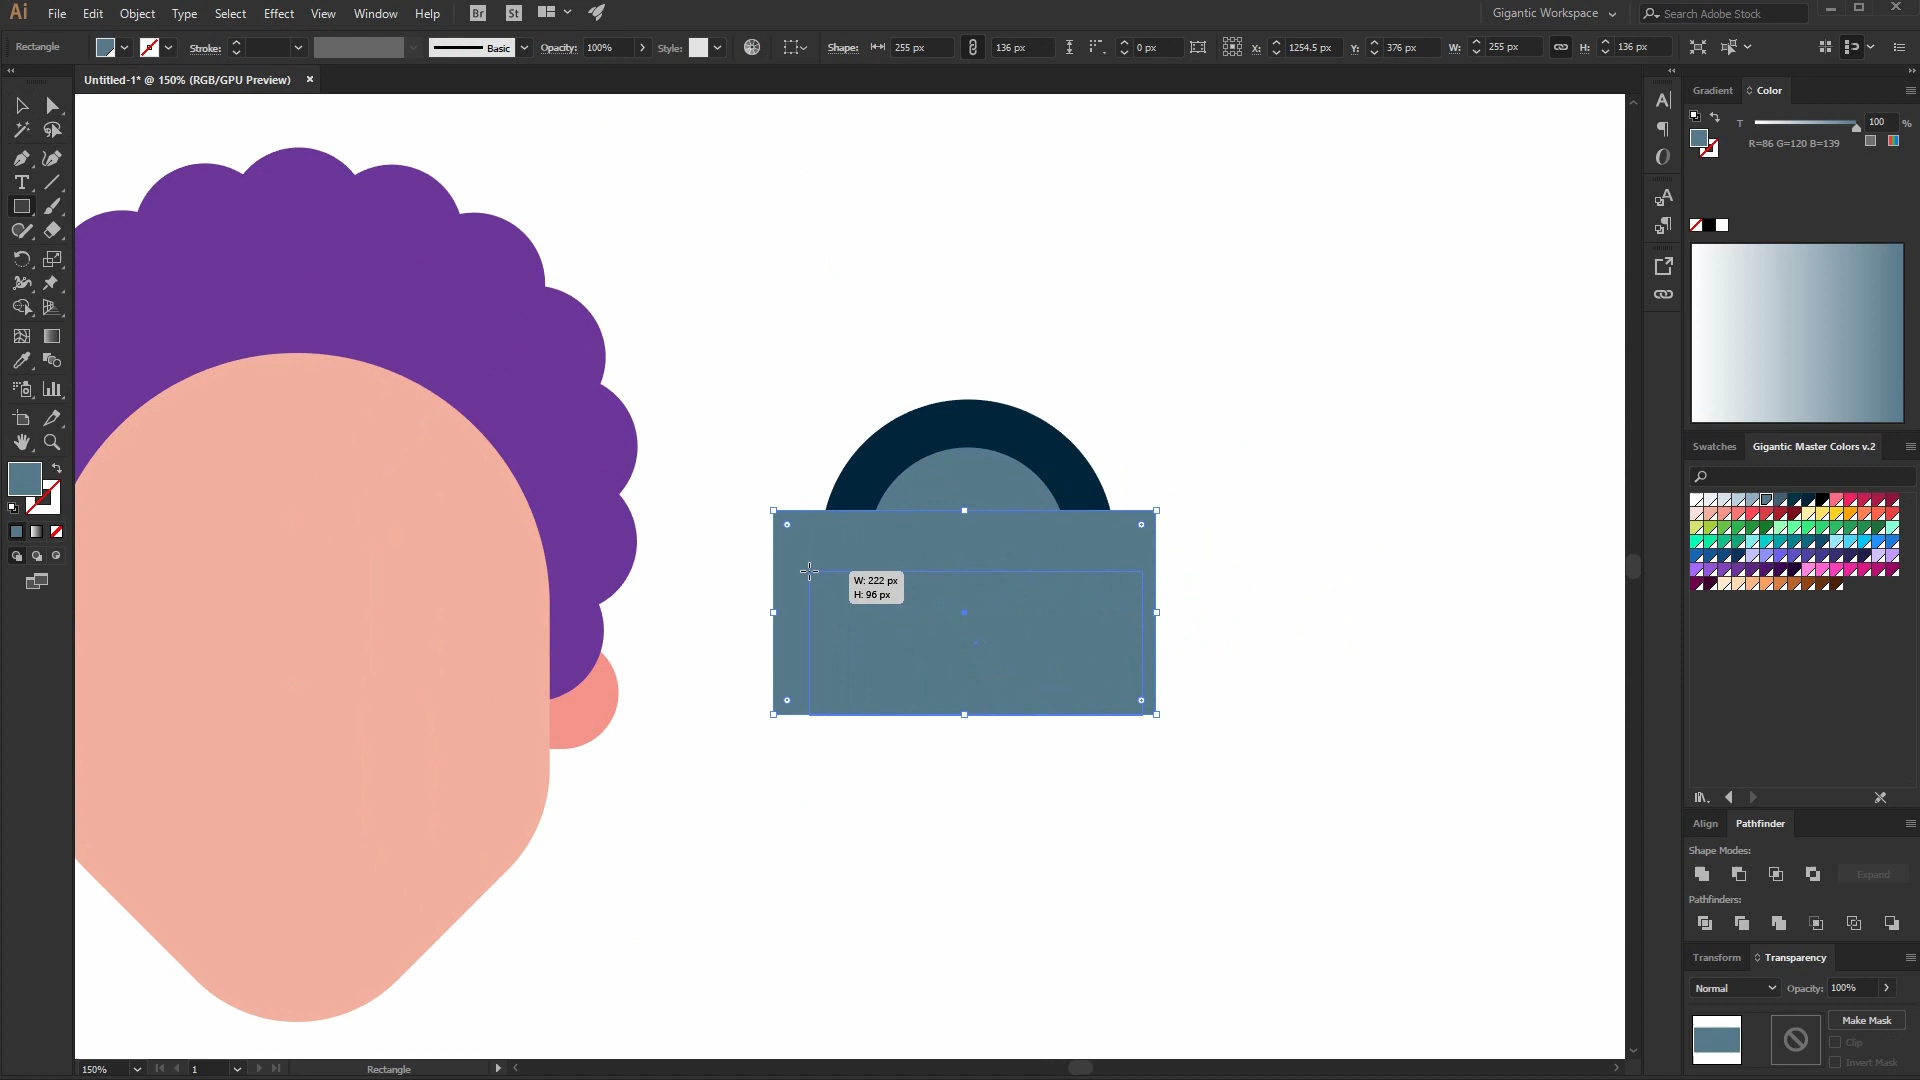 Ai File Edit Object Type Select Effect View Window Help Br St Gigantic Workspace Search Adobe Stock
Rectangle Stroke: Basic Opacity: 100% Style: Shape: 255 px 136 px 0 px X: 1254.5 px Y: 376 px W: 255 px H: 136 px
Untitled-1* @ 150% (RGB/GPU Preview)
Gradient Color
T 100 %
R=86 G=120 B=139
W: 222 px
H: 96 px
Swatches Gigantic Master Colors v.2
Align Pathfinder
Shape Modes:
Expand
Pathfinders:
Transform Transparency
Normal Opacity: 100%
Make Mask
Clip
Invert Mask
150% 1 Rectangle